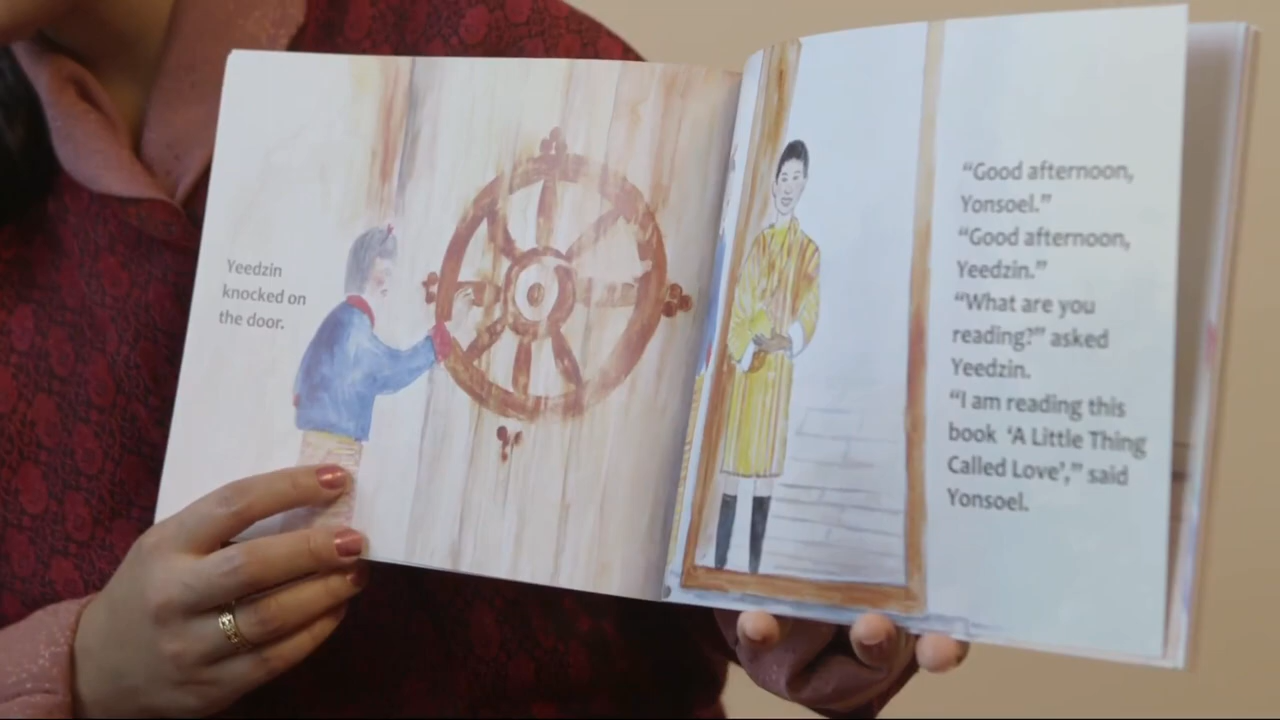 Yeedzin
knocked on
the door.
“Good afternoon,
Yonsoel.”
“Good afternoon,
Yeedzin.”
“What are you
reading?” asked
Yeedzin.
“I am reading this
book ‘A Little Thing
Called Love’,” said
Yonsoel.